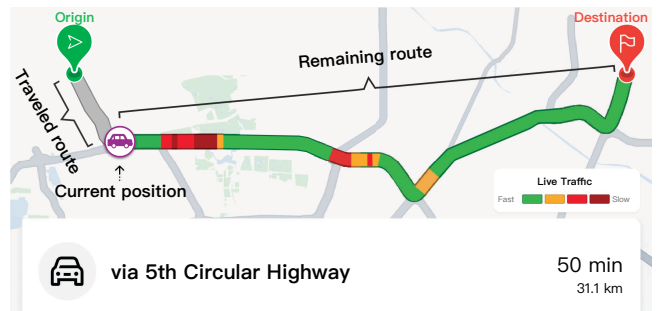 Origin
Destination
Remaining route
Traveled route
Current position
Live Traffic
Fast
Slow
via 5th Circular Highway
50 min
31.1 km